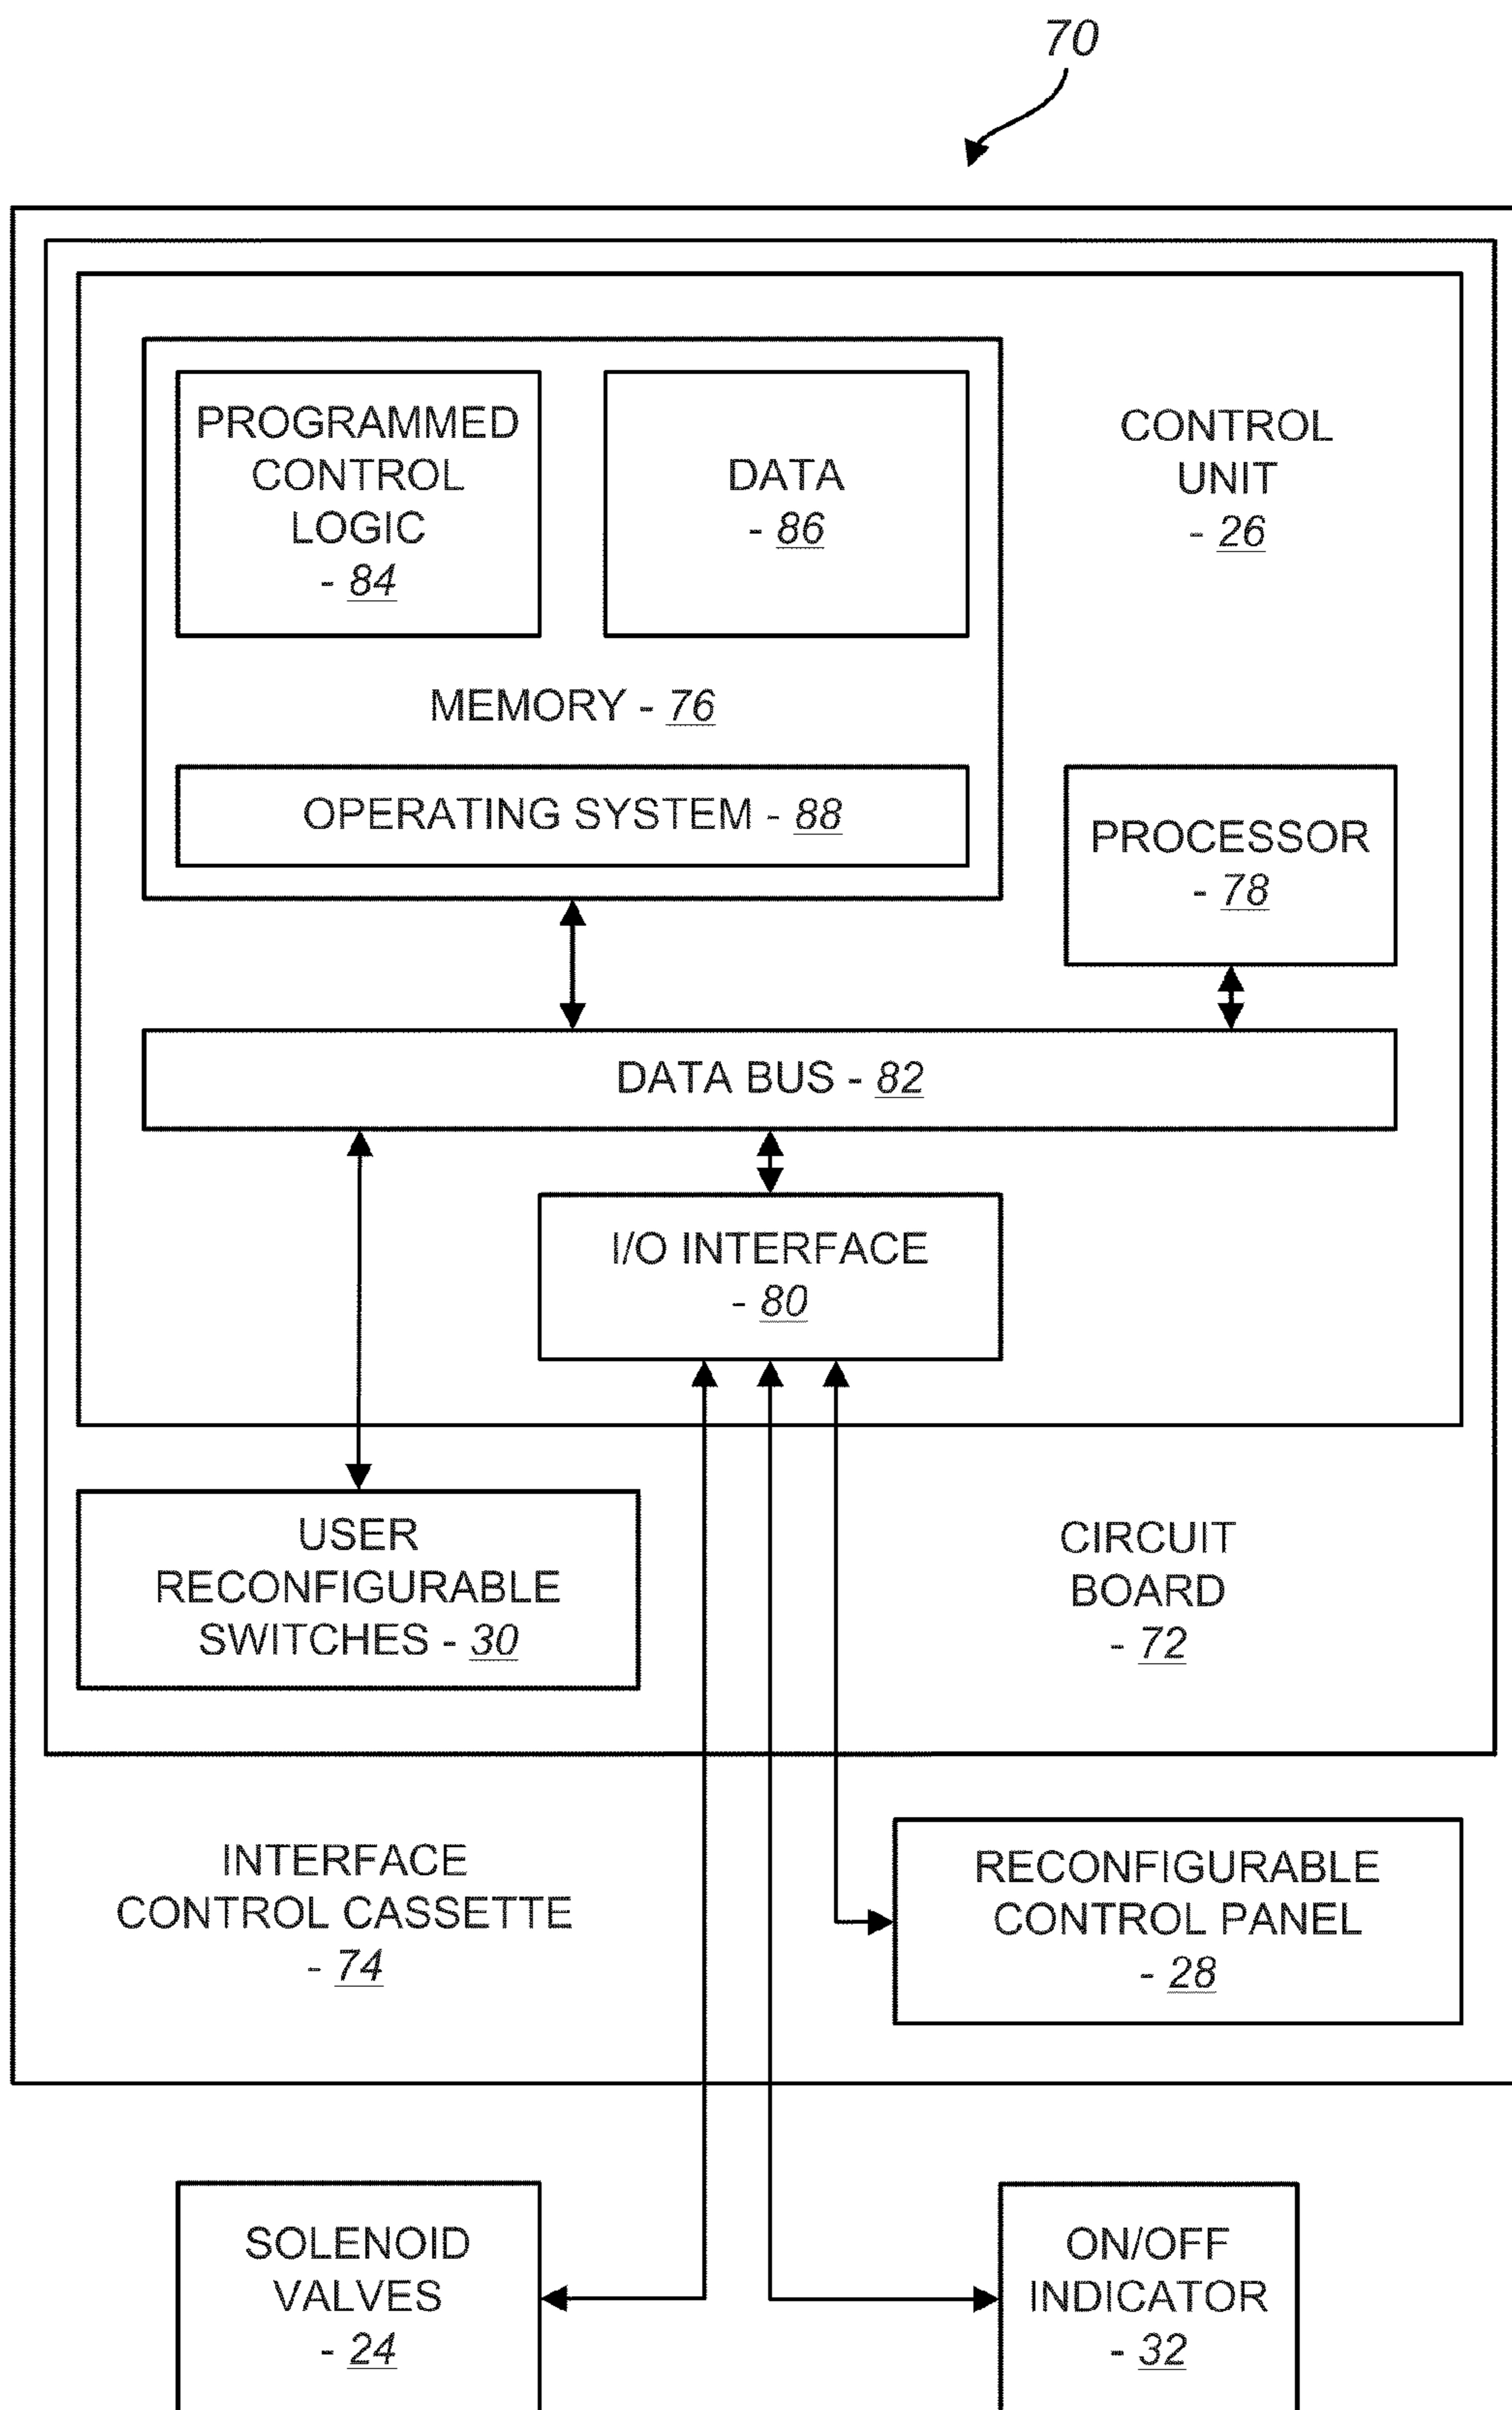 70
PROGRAMMED
CONTROL
LOGIC
- 84
DATA
- 86
CONTROL
UNIT
- 26
MEMORY - 76
OPERATING SYSTEM - 88
PROCESSOR
- 78
DATA BUS - 82
I/O INTERFACE
- 80
USER
RECONFIGURABLE
SWITCHES - 30
CIRCUIT
BOARD
- 72
INTERFACE
CONTROL CASSETTE
- 74
RECONFIGURABLE
CONTROL PANEL
- 28
SOLENOID
VALVES
- 24
ON/OFF
INDICATOR
- 32